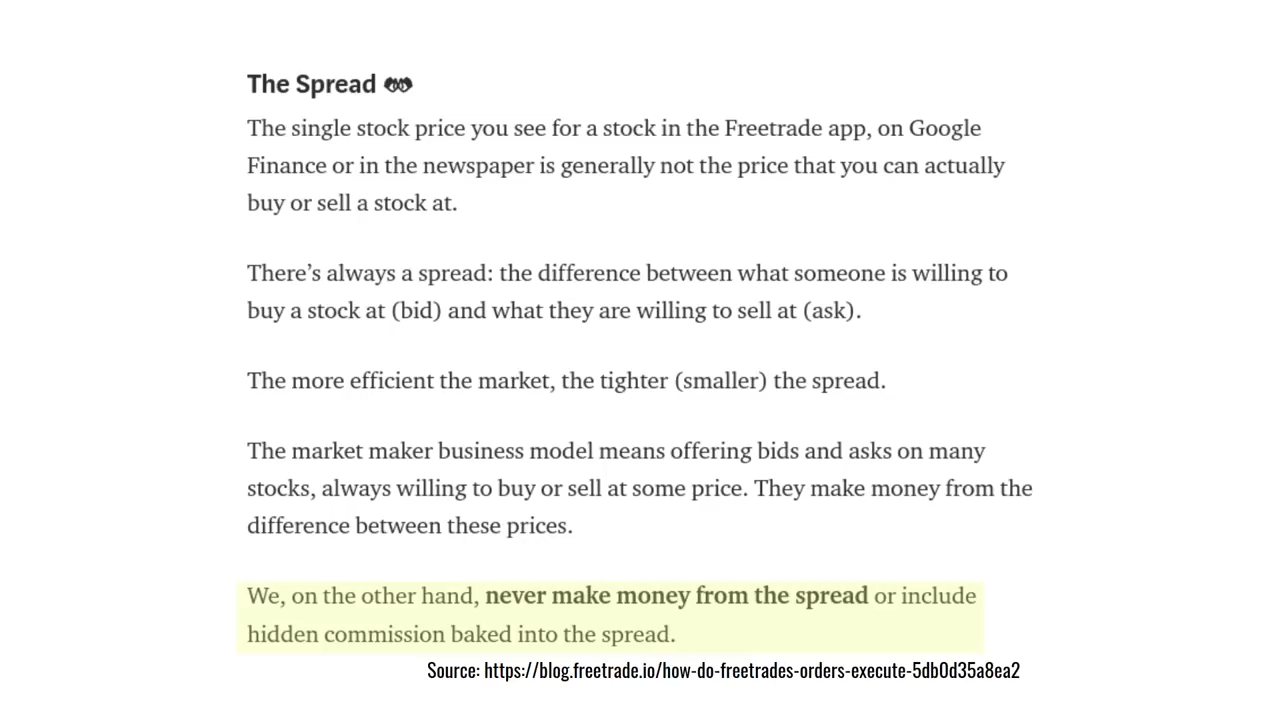 The Spread
The single stock price you see for a stock in the Freetrade app, on Google
Finance or in the newspaper is generally not the price that you can actually
buy or sell a stock at.
There’s always a spread: the difference between what someone is willing to
buy a stock at (bid) and what they are willing to sell at (ask).
The more efficient the market, the tighter (smaller) the spread.
The market maker business model means offering bids and asks on many
stocks, always willing to buy or sell at some price. They make money from the
difference between these prices.
We, on the other hand, never make money from the spread or include
hidden commission baked into the spread.
Source: https://blog.freetrade.io/how-do-freetrades-orders-execute-5db0d35a8ea2